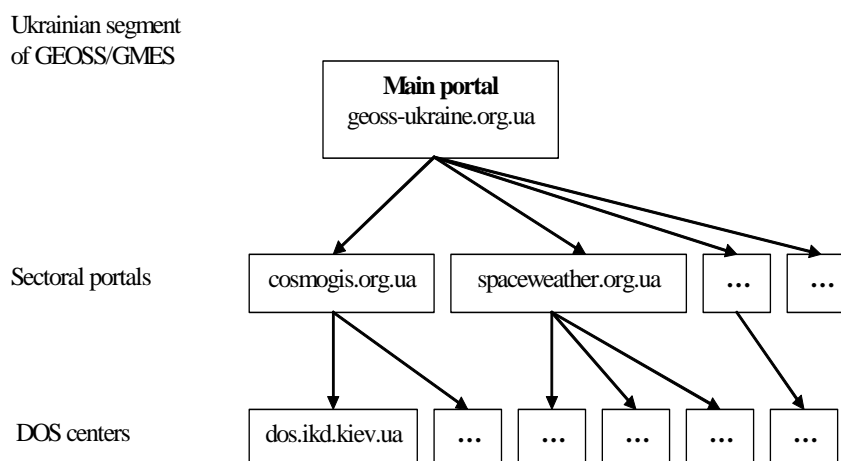 Ukrainian segment
of GEOSS/GMES
Main portal
geoss-ukraine.org.ua
Sectoral portals
cosmogis.org.ua
spaceweather.org.ua
...
...
DOS centers
dos.ikd.kiev.ua
...
...
...
...
...